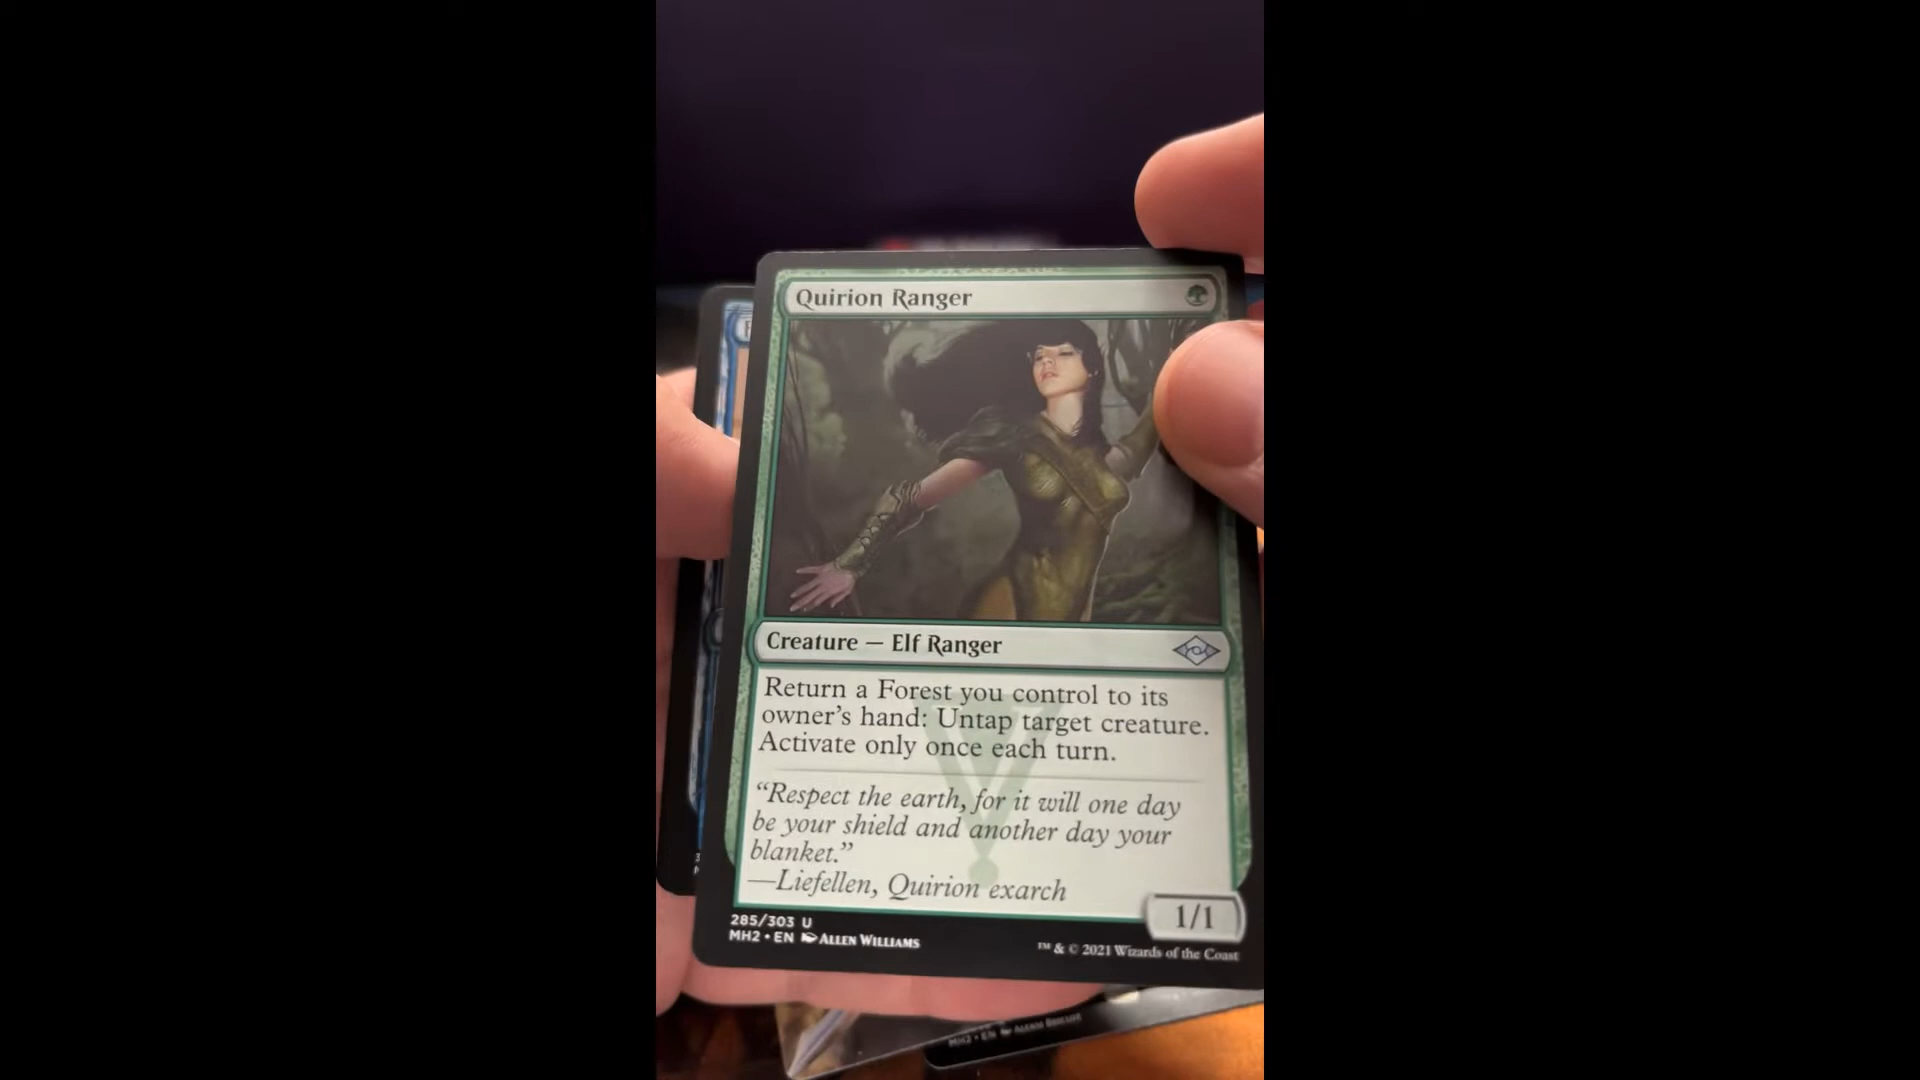 Quirion Ranger
Creature — Elf Ranger
Return a Forest you control to its
owner's hand: Untap target creature.
Activate only once each turn.
“Respect the earth, for it will one day
be your shield and another day your
blanket.”
—Liefellen, Quirion exarch
1/1
285/303 U
MH2 • EN ALLEN WILLIAMS
™ & © 2021 Wizards of the Coast
MH2 • EN